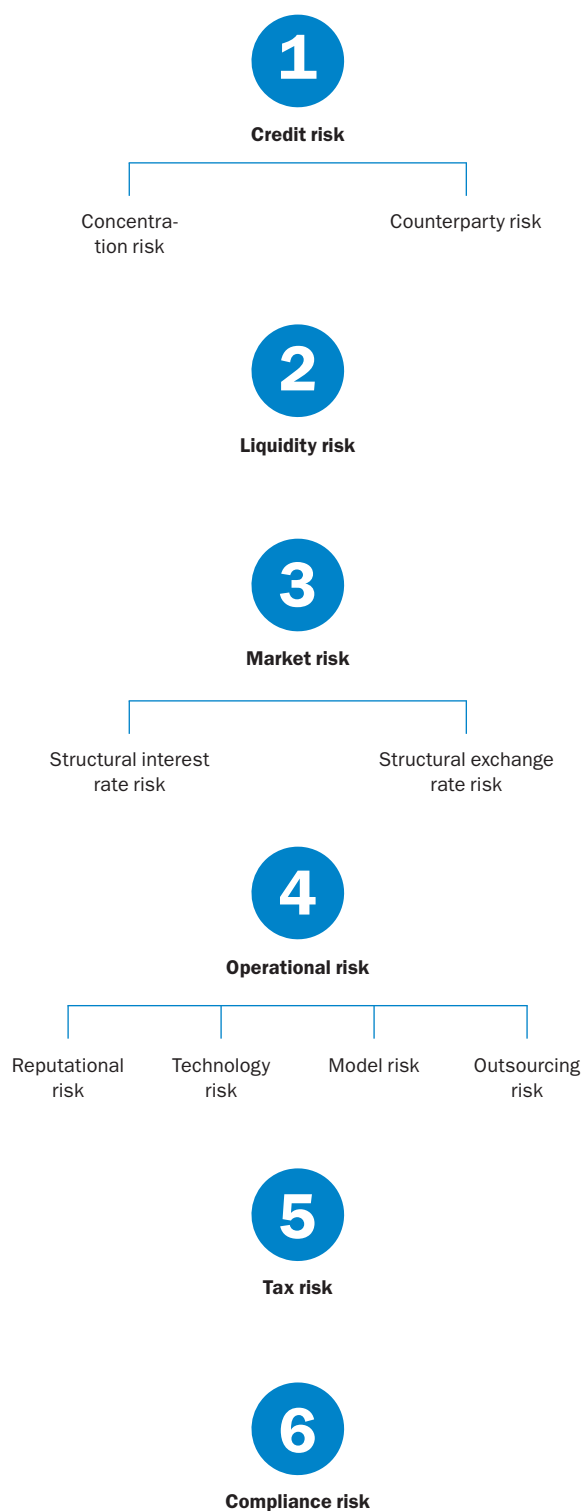 1
Credit risk
Concentra-
tion risk
Counterparty risk
2
Liquidity risk
3
Market risk
Structural interest
rate risk
Structural exchange
rate risk
4
Operational risk
Reputational
risk
Technology
risk
Model risk
Outsourcing
risk
5
Tax risk
6
Compliance risk